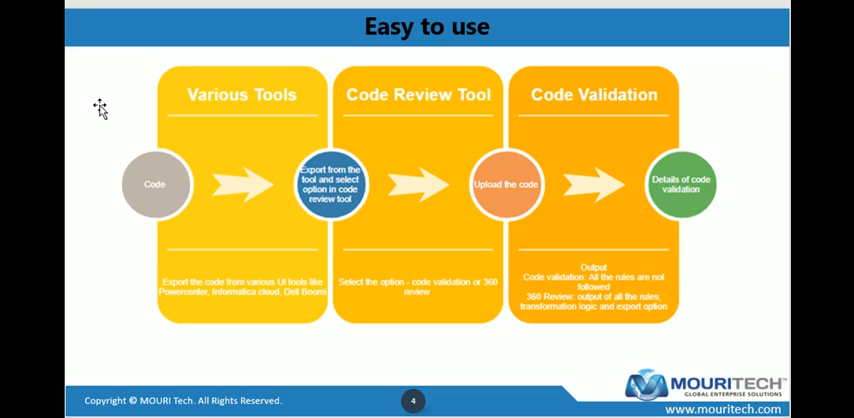 Easy to use
Various Tools
Code Review Tool
Code Validation
Code
Export from the
tool and select
option in code
review tool
Upload the code
Details of code
validation
Export the code from various UI tools like
Powercenter, Informatica cloud, Dell Boomi
Select the option - code validation or 360
review
Output
Code validation: All the rules are not
followed
360 Review: output of all the rules,
transformation logic and export option
Copyright © MOURI Tech. All Rights Reserved.
4
MOURITECH™
GLOBAL ENTERPRISE SOLUTIONS
www.mouritech.com